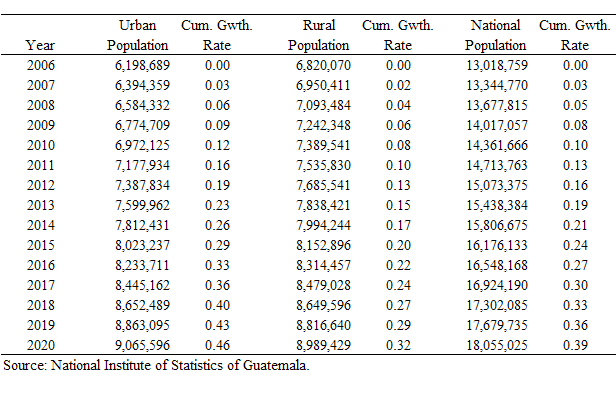 Urban Cum. Gwth. Rural Cum. Gwth. National Cum. Gwth.
Year Population Rate Population Rate Population Rate
2006 6,198,689 0.00 6,820,070 0.00 13,018,759 0.00
2007 6,394,359 0.03 6,950,411 0.02 13,344,770 0.03
2008 6,584,332 0.06 7,093,484 0.04 13,677,815 0.05
2009 6,774,709 0.09 7,242,348 0.06 14,017,057 0.08
2010 6,972,125 0.12 7,389,541 0.08 14,361,666 0.10
2011 7,177,934 0.16 7,535,830 0.10 14,713,763 0.13
2012 7,387,834 0.19 7,685,541 0.13 15,073,375 0.16
2013 7,599,962 0.23 7,838,421 0.15 15,438,384 0.19
2014 7,812,431 0.26 7,994,244 0.17 15,806,675 0.21
2015 8,023,237 0.29 8,152,896 0.20 16,176,133 0.24
2016 8,233,711 0.33 8,314,457 0.22 16,548,168 0.27
2017 8,445,162 0.36 8,479,028 0.24 16,924,190 0.30
2018 8,652,489 0.40 8,649,596 0.27 17,302,085 0.33
2019 8,863,095 0.43 8,816,640 0.29 17,679,735 0.36
2020 9,065,596 0.46 8,989,429 0.32 18,055,025 0.39
Source: National Institute of Statistics of Guatemala.